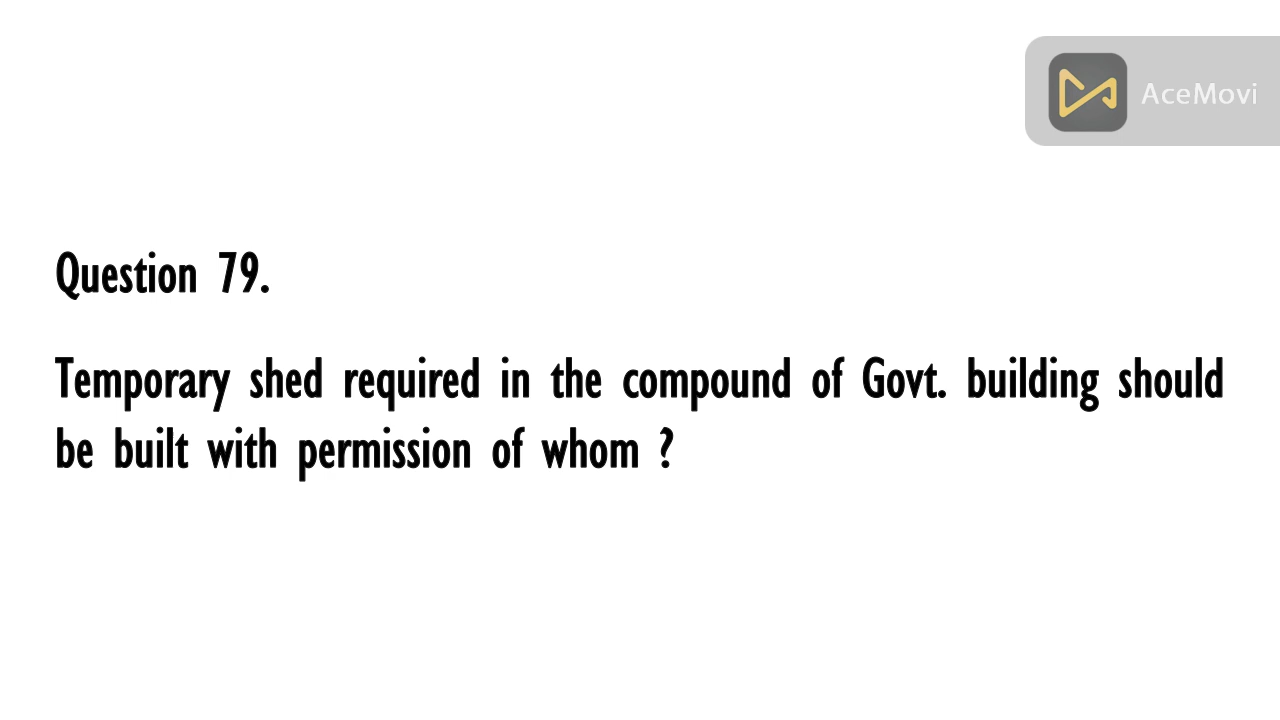 AceMovi
Question 79.
Temporary shed required in the compound of Govt. building should
be built with permission of whom ?